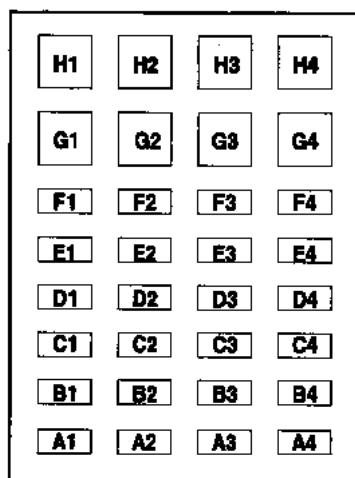 H1 H2 H3 H4
G1 G2 G3 G4
F1 F2 F3 F4
E1 E2 E3 E4
D1 D2 D3 D4
C1 C2 C3 C4
B1 B2 B3 B4
A1 A2 A3 A4